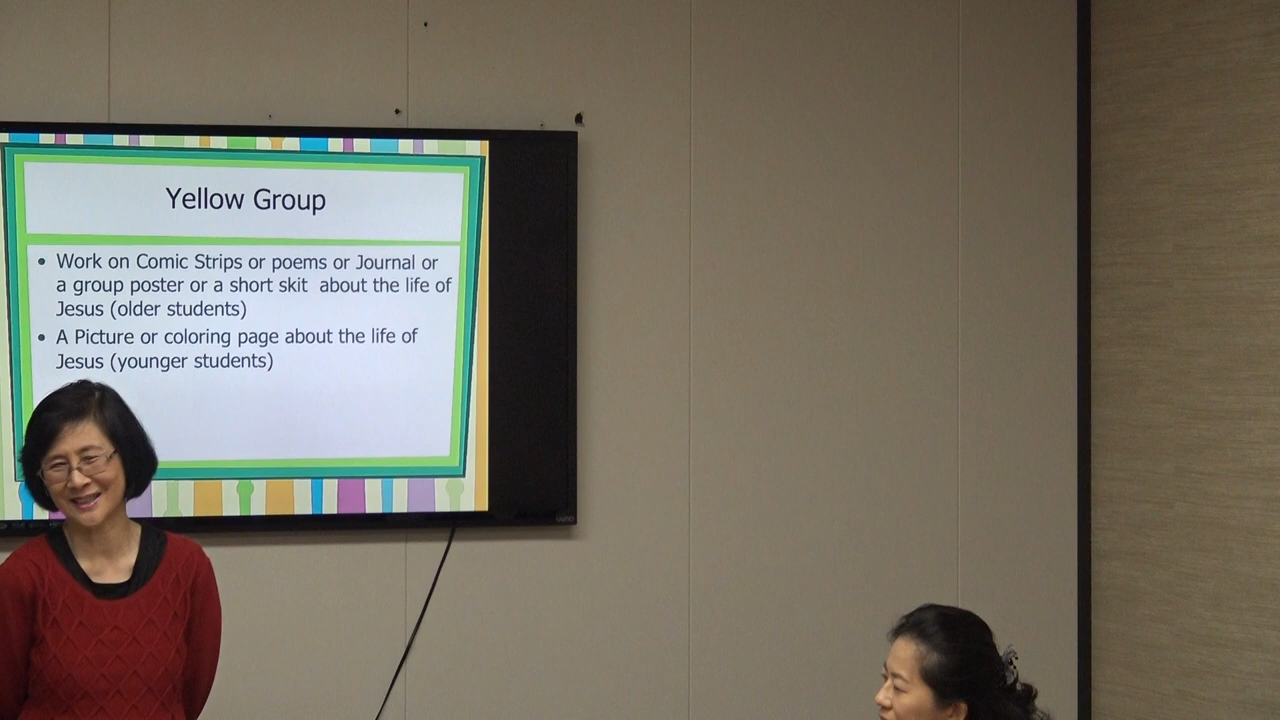 Yellow Group
• Work on Comic Strips or poems or Journal or
a group poster or a short skit  about the life of
Jesus (older students)
• A Picture or coloring page about the life of
Jesus (younger students)